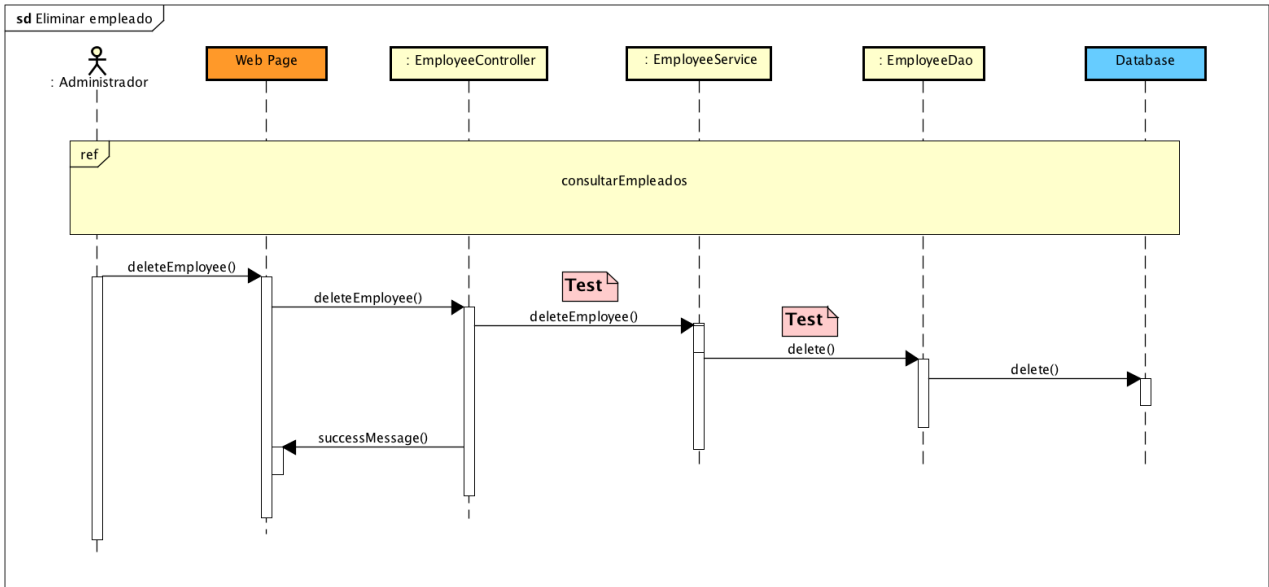 sd Eliminar empleado
: Administrador
Web Page
: EmployeeController
: EmployeeService
: EmployeeDao
Database
ref
consultarEmpleados
deleteEmployee()
deleteEmployee()
Test
deleteEmployee()
Test
delete()
delete()
successMessage()